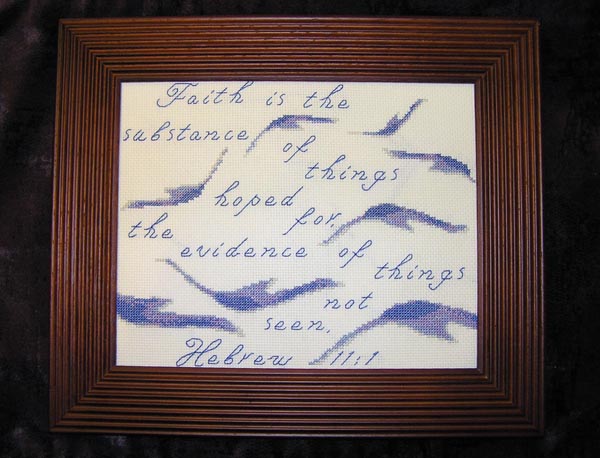 Faith is the
substance of
things
hoped for,
the
evidence of
things
not
seen.
Hebrew 11:1